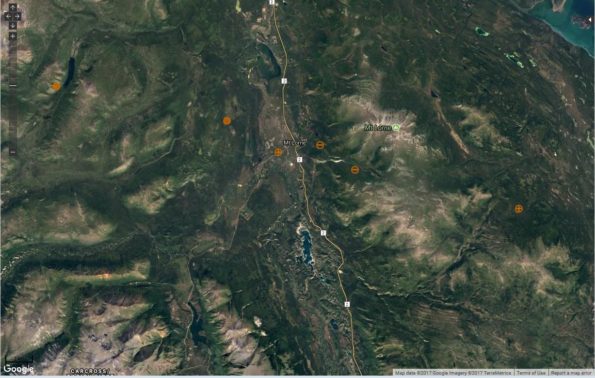 Mt Lorne
Mt Lorne
CARCROSS
Google
Map data ©2017 Google Imagery ©2017 TerraMetrics
Terms of Use
Report a map error